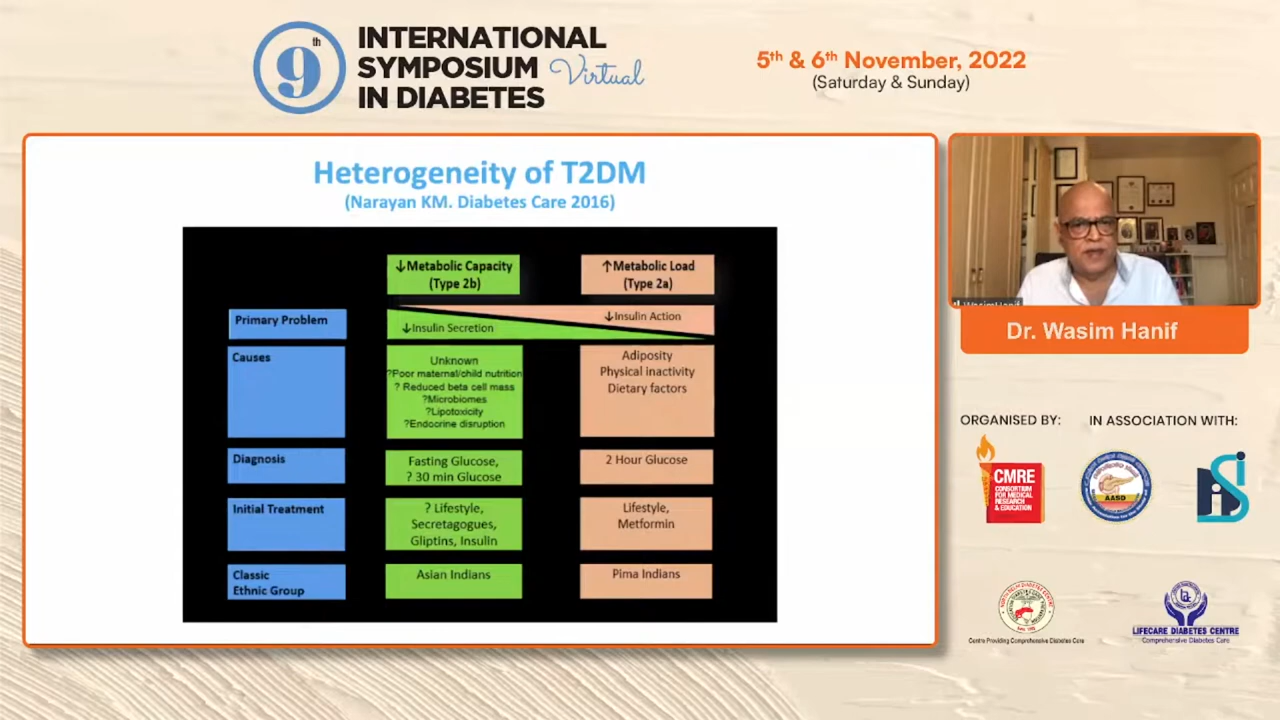 9th
INTERNATIONAL
SYMPOSIUM Virtual
IN DIABETES
5th & 6th November, 2022
(Saturday & Sunday)
Heterogeneity of T2DM
(Narayan KM. Diabetes Care 2016)
↓Metabolic Capacity
(Type 2b)
↑Metabolic Load
(Type 2a)
Primary Problem
↓Insulin Secretion
↓Insulin Action
Causes
Unknown
?Poor maternal/child nutrition
? Reduced beta cell mass
?Microbiomes
?Lipotoxicity
?Endocrine disruption
Adiposity
Physical inactivity
Dietary factors
Diagnosis
Fasting Glucose,
? 30 min Glucose
2 Hour Glucose
Initial Treatment
? Lifestyle,
Secretagogues,
Gliptins, Insulin
Lifestyle,
Metformin
Classic
Ethnic Group
Asian Indians
Pima Indians
WasimHanif
Dr. Wasim Hanif
ORGANISED BY:
IN ASSOCIATION WITH:
CMRE
CONSORTIUM
FOR MEDICAL
RESEARCH
& EDUCATION
AASD
Centre Providing Comprehensive Diabetes Care
LIFECARE DIABETES CENTRE
Comprehensive Diabetes Care